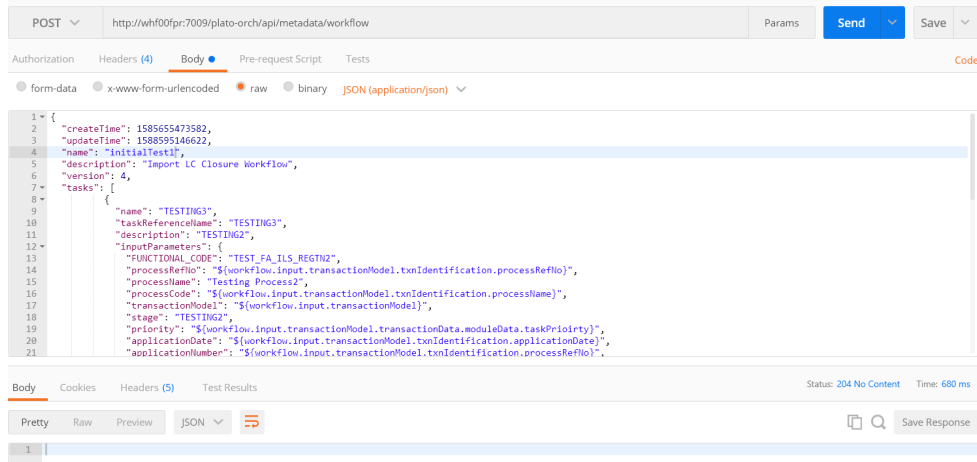 POST http://whf00fpr:7009/plato-orch/api/metadata/workflow Params Send Save
Authorization Headers (4) Body Pre-request Script Tests Code
form-data x-www-form-urlencoded raw binary JSON (application/json)
1 {
2 "createTime": 1585655473582,
3 "updateTime": 1588595146622,
4 "name": "initialTest1",
5 "description": "Import LC Closure Workflow",
6 "version": 4,
7 "tasks": [
8 {
9 "name": "TESTING3",
10 "taskReferenceName": "TESTING3",
11 "description": "TESTING2",
12 "inputParameters": {
13 "FUNCTIONAL_CODE": "TEST_FA_ILS_REGTN2",
14 "processRefNo": "${workflow.input.transactionModel.txnIdentification.processRefNo}",
15 "processName": "Testing Process2",
16 "processCode": "${workflow.input.transactionModel.txnIdentification.processName}",
17 "transactionModel": "${workflow.input.transactionModel}",
18 "stage": "TESTING2",
19 "priority": "${workflow.input.transactionModel.transactionData.moduleData.taskPrioirty}",
20 "applicationDate": "${workflow.input.transactionModel.txnIdentification.applicationDate}",
21 "applicationNumber": "${workflow.input.transactionModel.txnIdentification.processRefNo}",
Body Cookies Headers (5) Test Results Status: 204 No Content Time: 680 ms
Pretty Raw Preview JSON Save Response
1